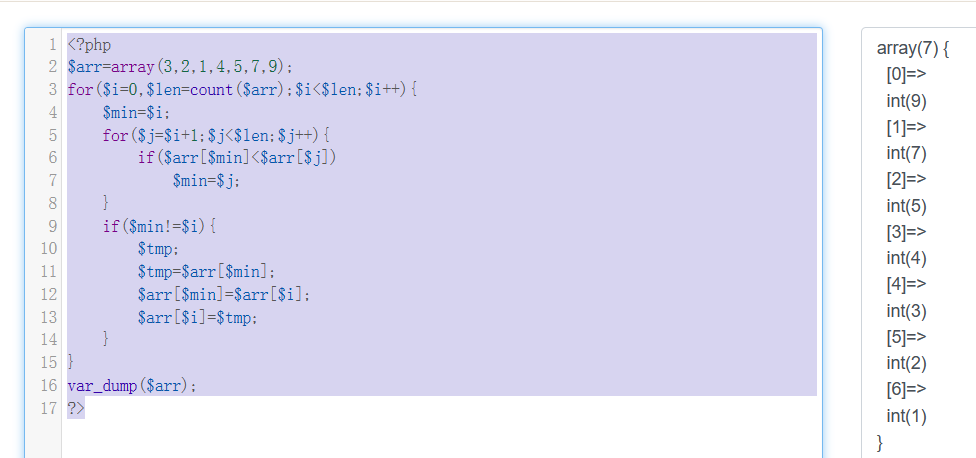 1 <?php
2 $arr=array(3,2,1,4,5,7,9);
3 for($i=0,$len=count($arr);$i<$len;$i++){
4     $min=$i;
5     for($j=$i+1;$j<$len;$j++){
6         if($arr[$min]<$arr[$j])
7             $min=$j;
8     }
9     if($min!=$i){
10         $tmp;
11         $tmp=$arr[$min];
12         $arr[$min]=$arr[$i];
13         $arr[$i]=$tmp;
14     }
15 }
16 var_dump($arr);
17 ?>
array(7) {
[0]=>
int(9)
[1]=>
int(7)
[2]=>
int(5)
[3]=>
int(4)
[4]=>
int(3)
[5]=>
int(2)
[6]=>
int(1)
}